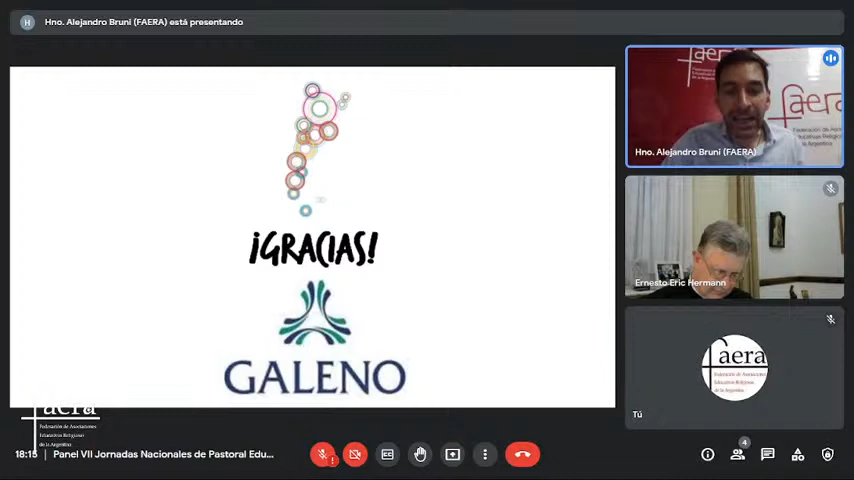 H Hno. Alejandro Bruni (FAERA) está presentando
¡GRACIAS!
GALENO
faera
Federación de Asociaciones
Educativas Religiosas
de la Argentina
faera
Hno. Alejandro Bruni (FAERA)
Ernesto Eric Hermann
faera
Federación de Asociaciones
Educativas Religiosas
de la Argentina
Tú
18:15 | Panel VII Jornadas Nacionales de Pastoral Edu...
4